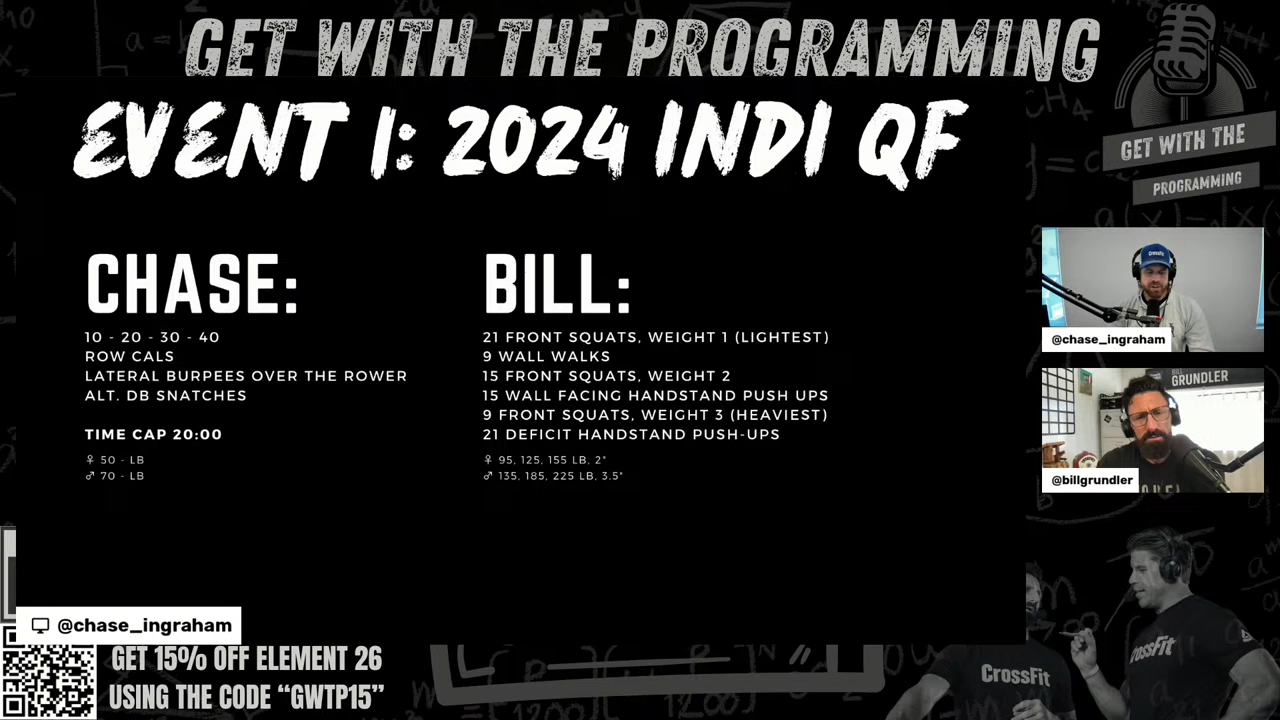 GET WITH THE PROGRAMMING
EVENT 1: 2024 INDI QF
GET WITH THE
PROGRAMMING
CHASE:
10 - 20 - 30 - 40
ROW CALS
LATERAL BURPEES OVER THE ROWER
ALT. DB SNATCHES
TIME CAP 20:00
♀ 50 - LB
♂ 70 - LB
BILL:
21 FRONT SQUATS, WEIGHT 1 (LIGHTEST)
9 WALL WALKS
15 FRONT SQUATS, WEIGHT 2
15 WALL FACING HANDSTAND PUSH UPS
9 FRONT SQUATS, WEIGHT 3 (HEAVIEST)
21 DEFICIT HANDSTAND PUSH-UPS
♀ 95, 125, 155 LB, 2"
♂ 135, 185, 225 LB, 3.5"
CrossFit
@chase_ingraham
BILL
GRUNDLER
@billgrundler
@chase_ingraham
GET 15% OFF ELEMENT 26
USING THE CODE “GWTP15”
CrossFit
CrossFit